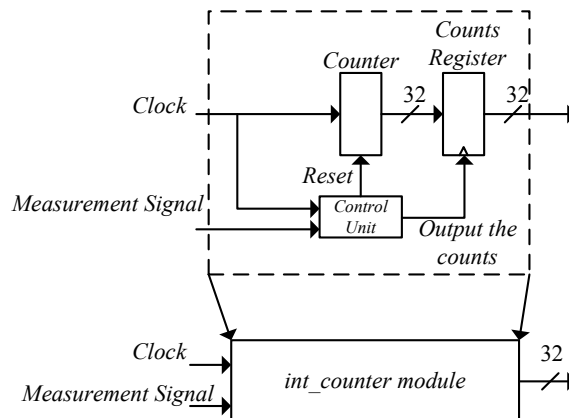 Counts
Register
Counter
Clock
32
32
Reset
Measurement Signal
Control
Unit
Output the
counts
Clock
32
int_counter module
Measurement Signal